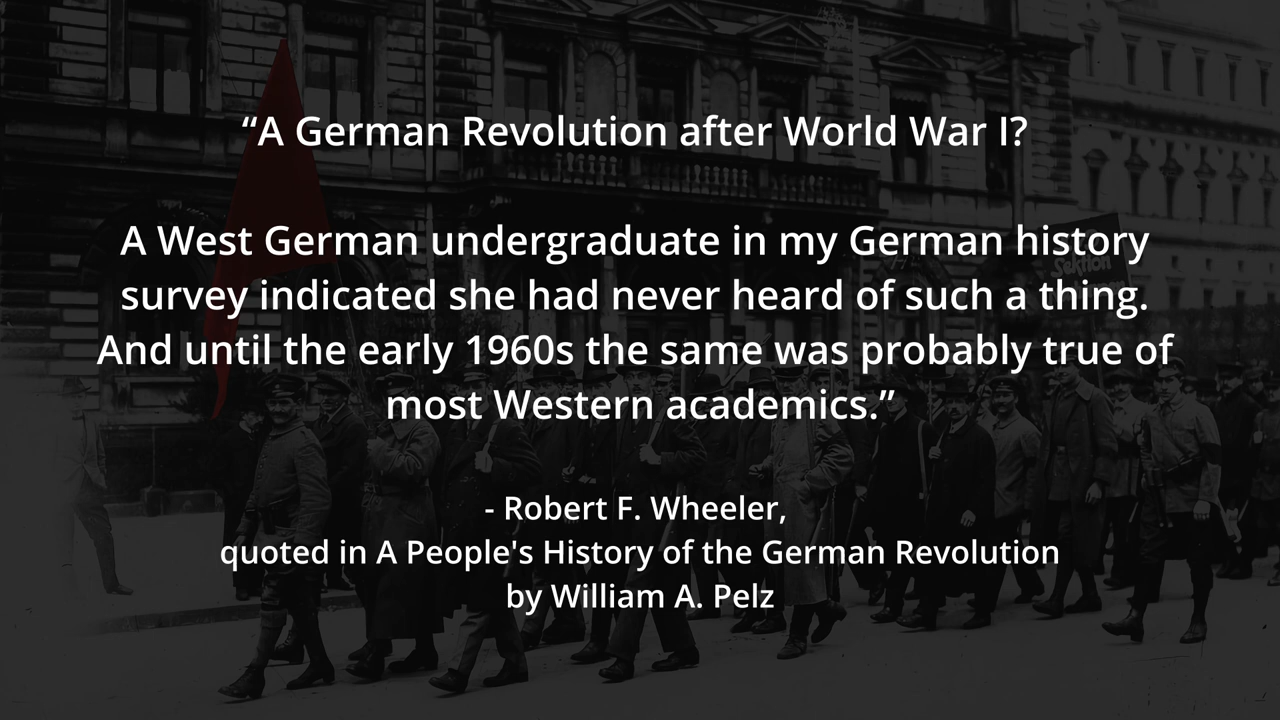 “A German Revolution after World War I?
A West German undergraduate in my German history
survey indicated she had never heard of such a thing.
And until the early 1960s the same was probably true of
most Western academics.”
- Robert F. Wheeler,
quoted in A People's History of the German Revolution
by William A. Pelz
Sektion